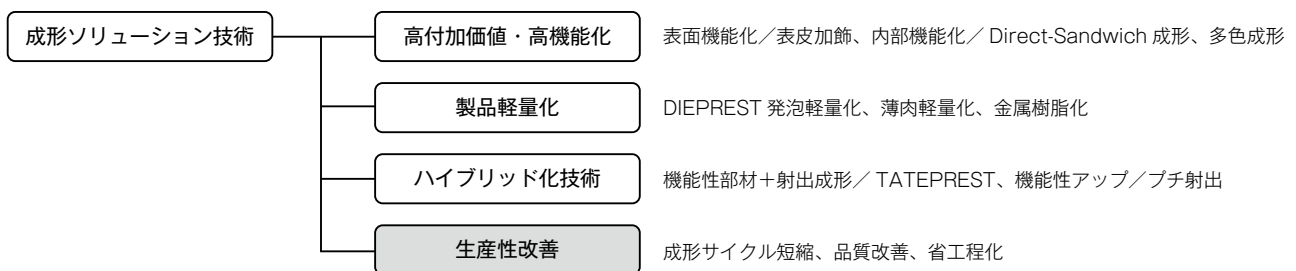 成形ソリューション技術
高付加価値・高機能化
表面機能化／表皮加飾、内部機能化／ Direct-Sandwich 成形、多色成形
製品軽量化
DIEPREST 発泡軽量化、薄肉軽量化、金属樹脂化
ハイブリッド化技術
機能性部材＋射出成形／ TATEPREST、機能性アップ／プチ射出
生産性改善
成形サイクル短縮、品質改善、省工程化